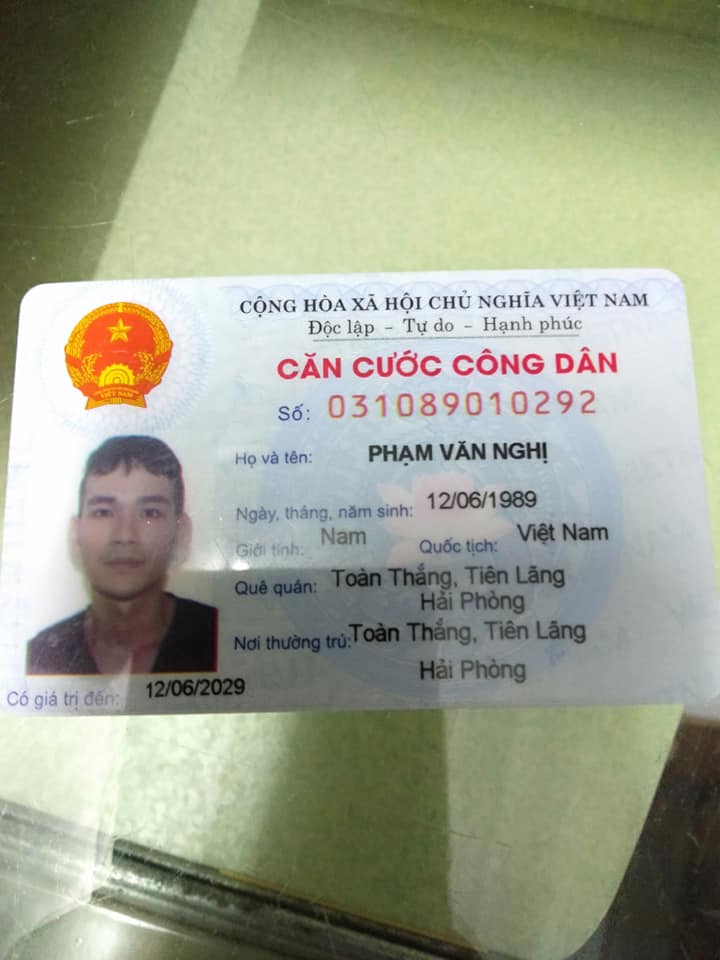 CỘNG HÒA XÃ HỘI CHỦ NGHĨA VIỆT NAM
Độc lập - Tự do - Hạnh phúc
CĂN CƯỚC CÔNG DÂN
Số: 031089010292
Họ và tên: PHẠM VĂN NGHỊ
Ngày, tháng, năm sinh: 12/06/1989
Giới tính: Nam Quốc tịch: Việt Nam
Quê quán: Toàn Thắng, Tiên Lãng
Hải Phòng
Nơi thường trú: Toàn Thắng, Tiên Lãng
Hải Phòng
Có giá trị đến: 12/06/2029
VIỆT NAM